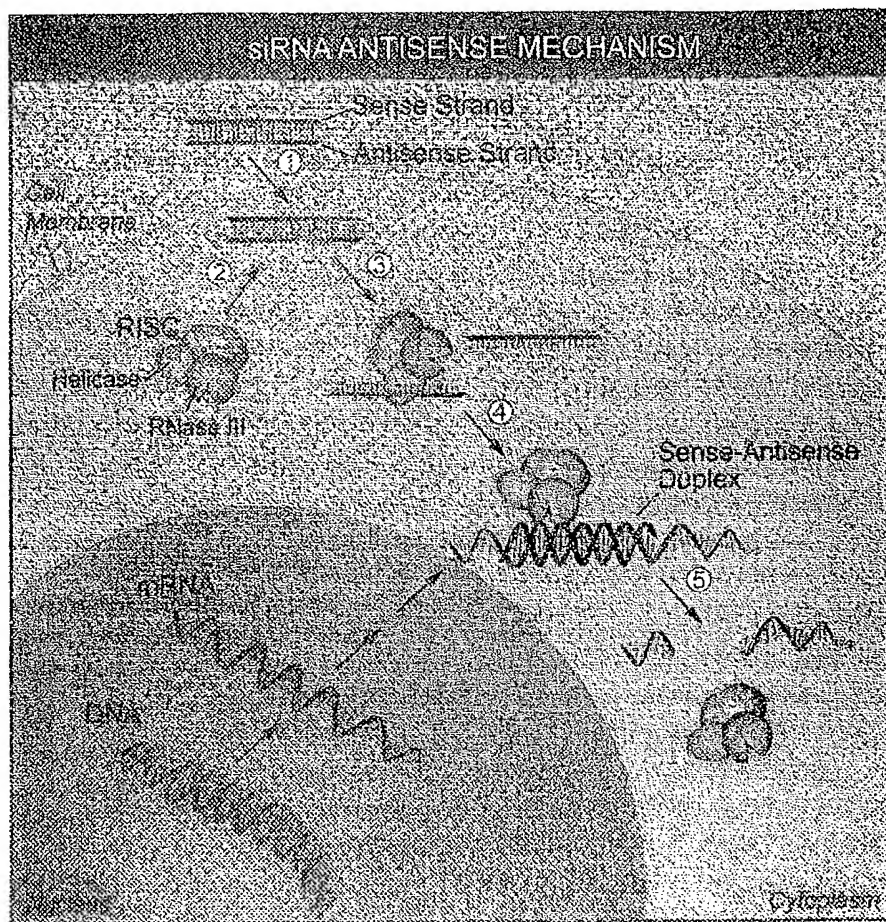 siRNA ANTISENSE MECHANISM
Sense Strand
Antisense Strand
①
Cell
Membrane
②
③
RISC
Helicase
RNase III
④
Sense-Antisense
Duplex
mRNA
⑤
DNA
Nucleus
Cytoplasm